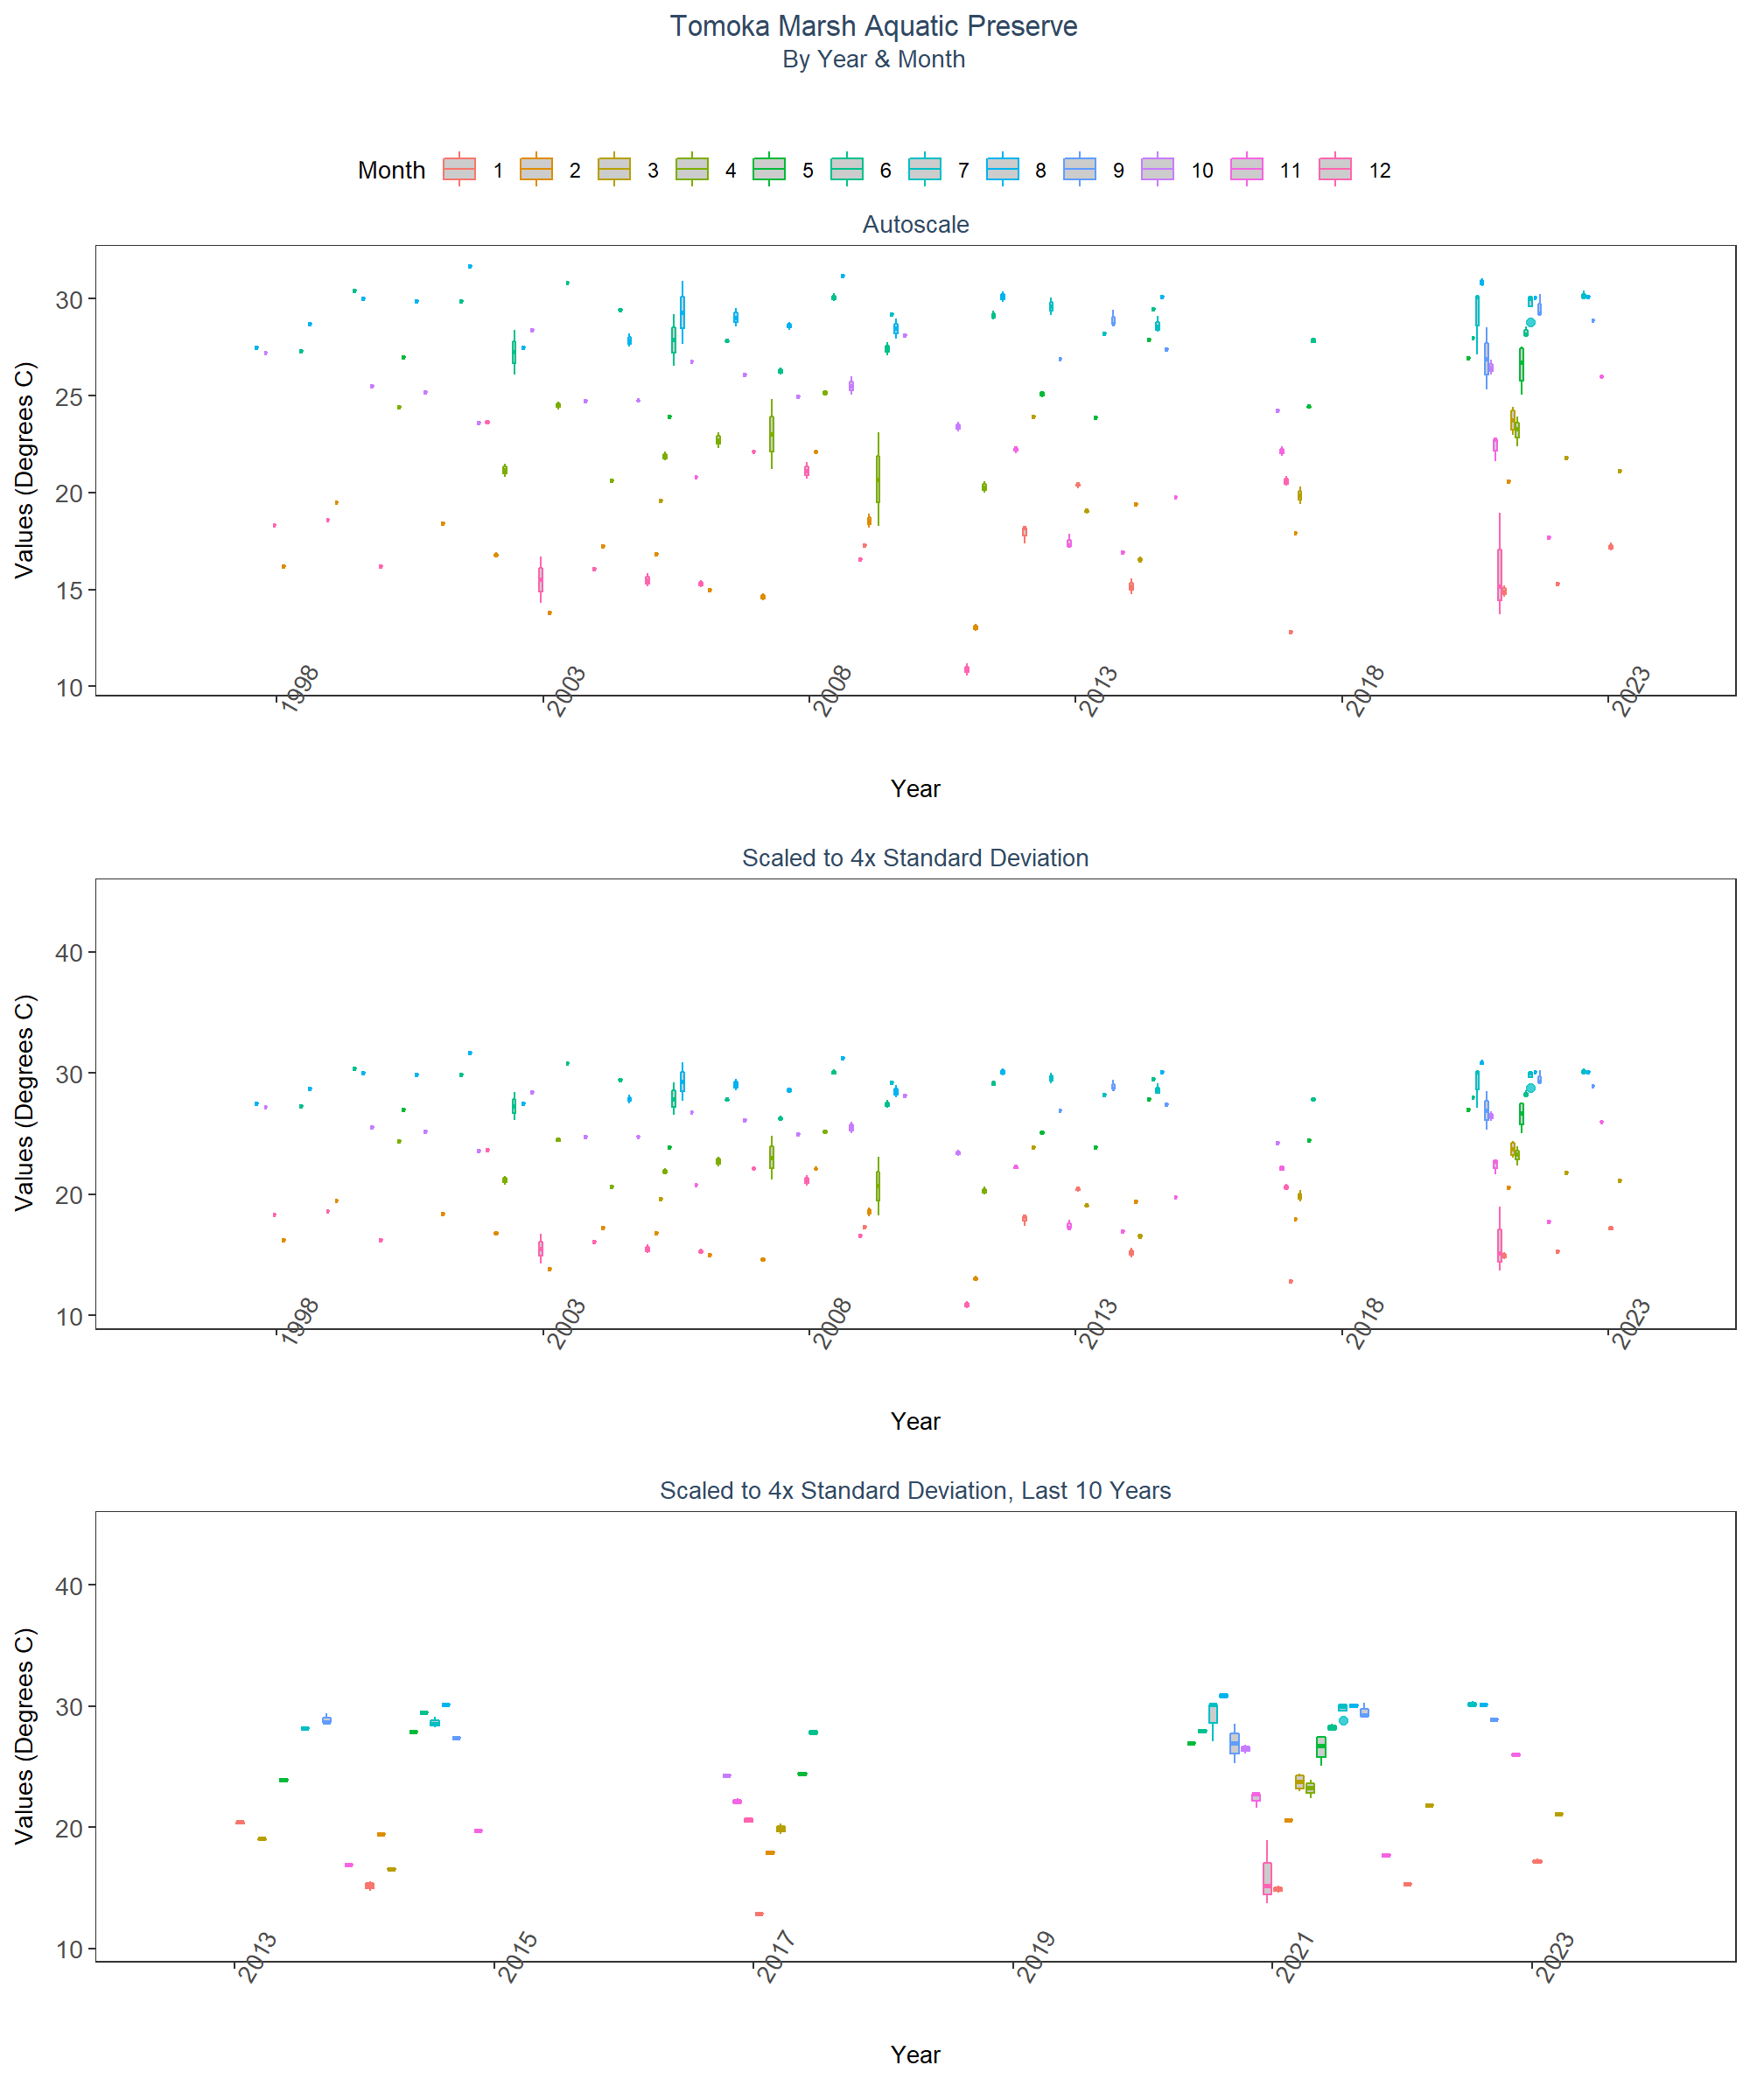 Tomoka Marsh Aquatic Preserve
By Year & Month
Month 1 2 3 4 5 6 7 8 9 10 11 12
Autoscale
Values (Degrees C)
30
25
20
15
10
1998 2003 2008 2013 2018 2023
Year
Scaled to 4x Standard Deviation
Values (Degrees C)
40
30
20
10
1998 2003 2008 2013 2018 2023
Year
Scaled to 4x Standard Deviation, Last 10 Years
Values (Degrees C)
40
30
20
10
2013 2015 2017 2019 2021 2023
Year